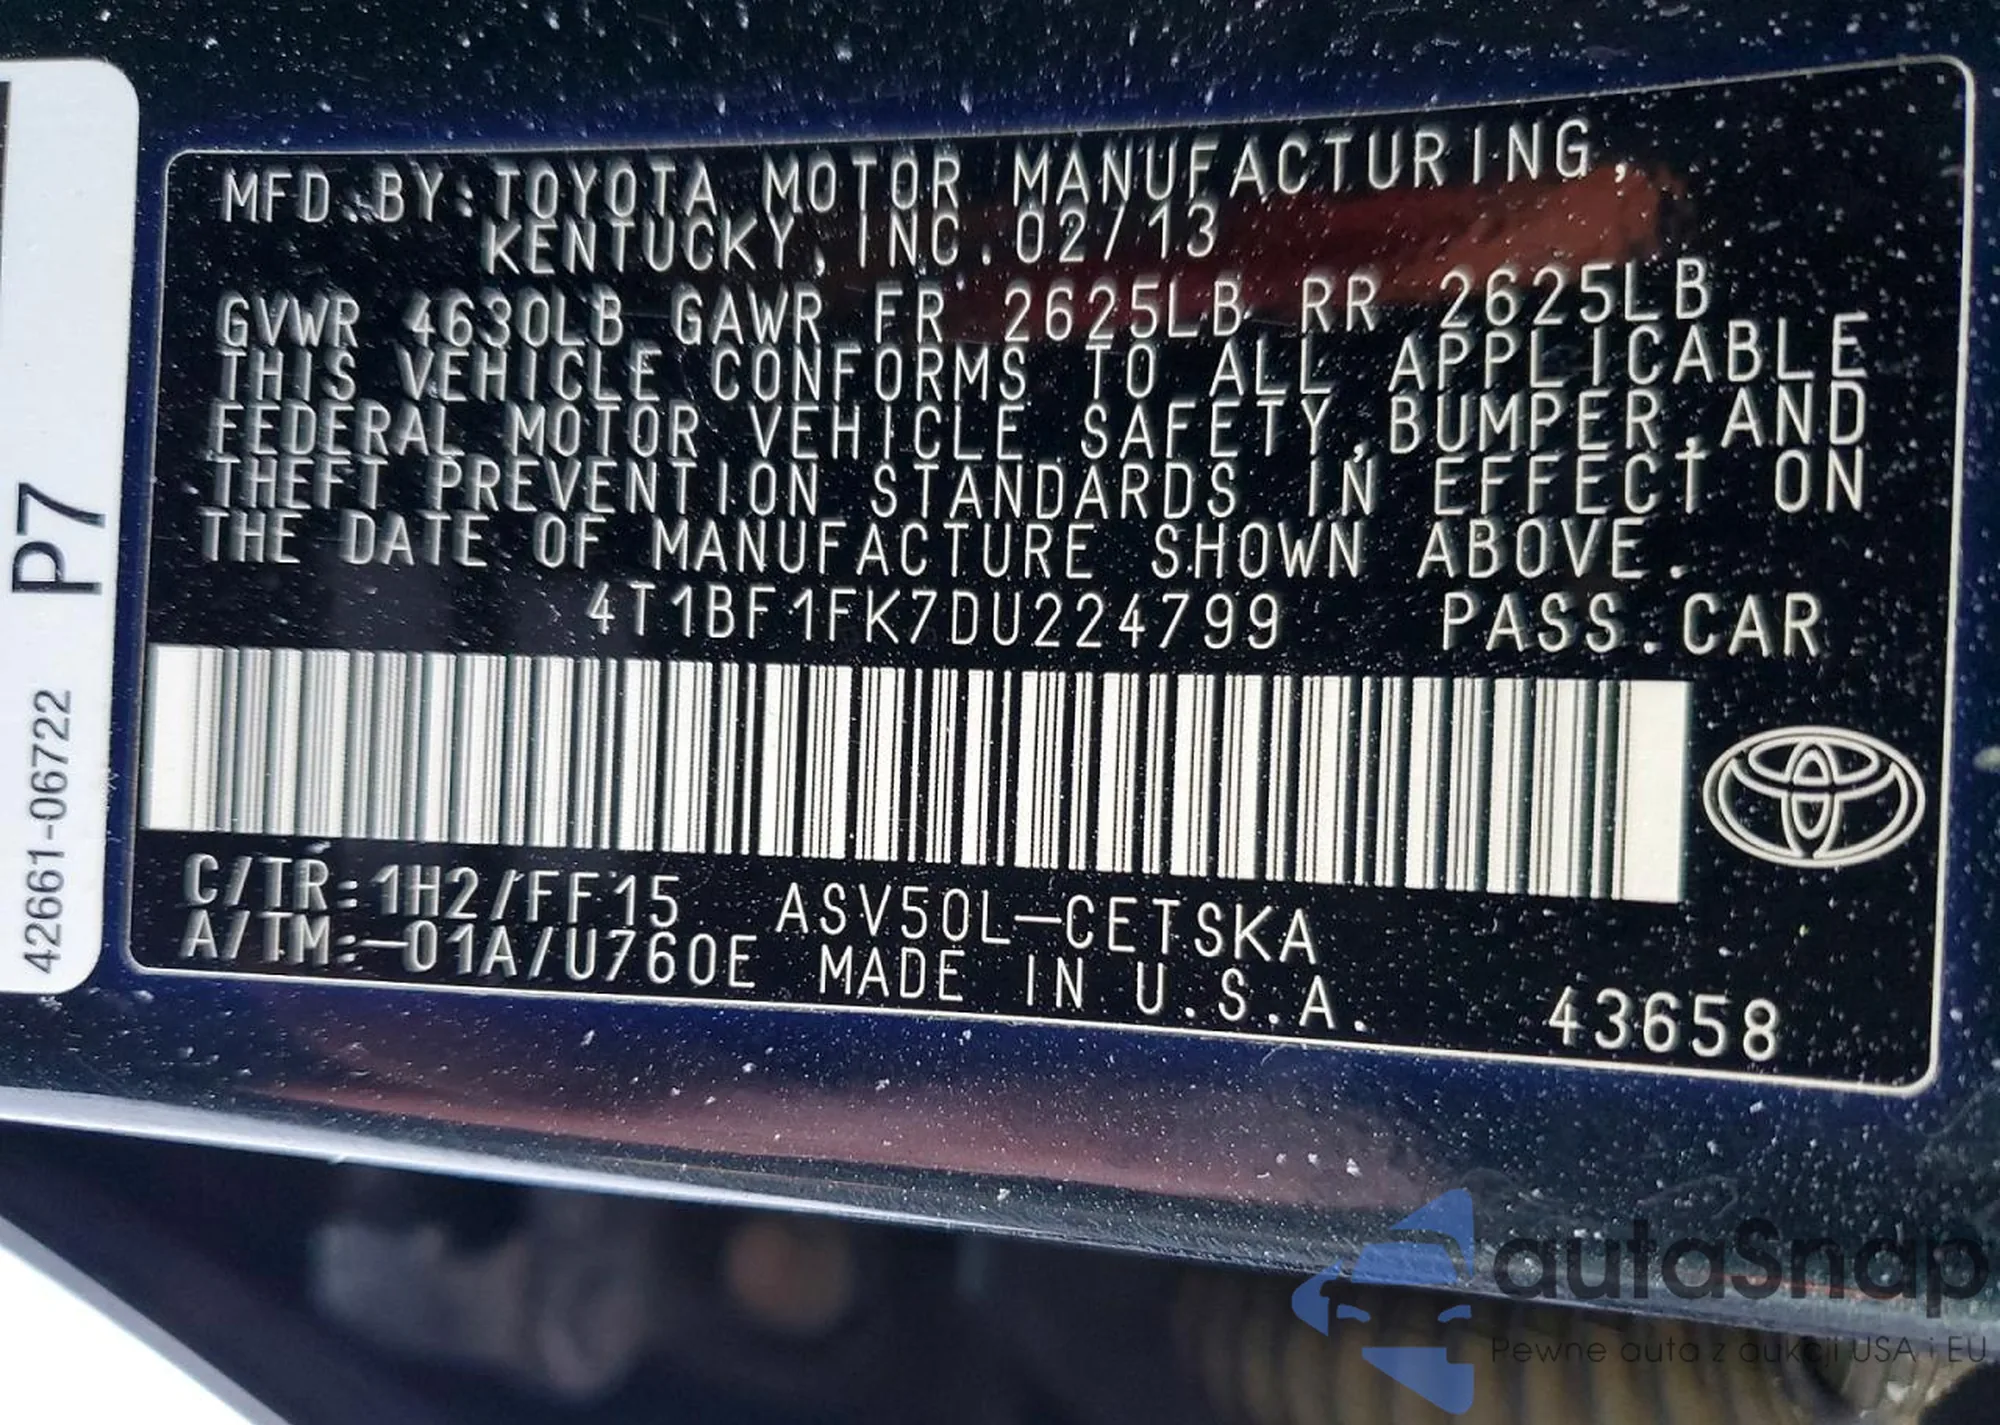 MFD.BY:TOYOTA MOTOR MANUFACTURING,
KENTUCKY,INC.02/13
GVWR 4630LB GAWR FR 2625LB RR 2625LB
THIS VEHICLE CONFORMS TO ALL APPLICABLE
FEDERAL MOTOR VEHICLE SAFETY,BUMPER,AND
THEFT PREVENTION STANDARDS IN EFFECT ON
THE DATE OF MANUFACTURE SHOWN ABOVE.
4T1BF1FK7DU224799 PASS.CAR
C/TR:1H2/FF15 ASV50L-CETSKA
A/TM:-01A/U760E MADE IN U.S.A. 43658
P7
42661-06722
autaSnap
Pewne auta z aukcji USA i EU